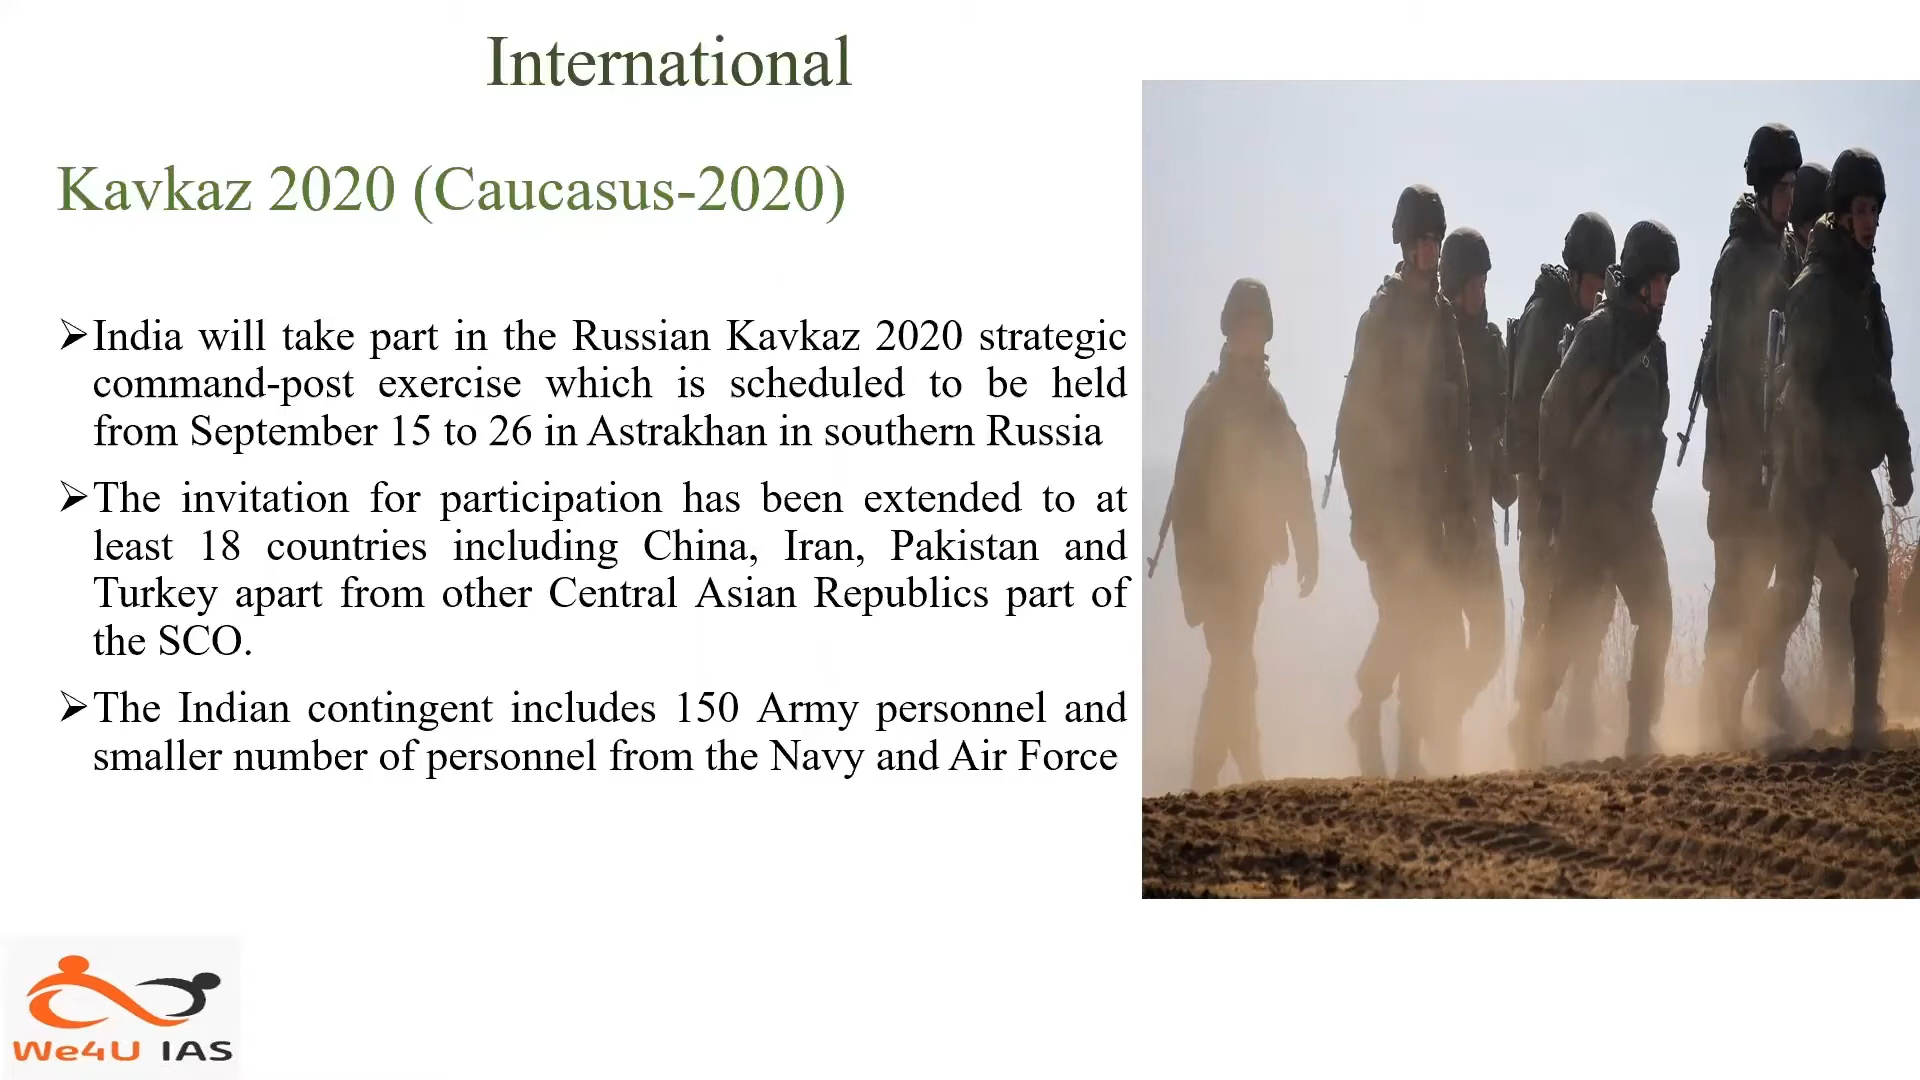 International
Kavkaz 2020 (Caucasus-2020)
➢India will take part in the Russian Kavkaz 2020 strategic
command-post exercise which is scheduled to be held
from September 15 to 26 in Astrakhan in southern Russia
➢The invitation for participation has been extended to at
least 18 countries including China, Iran, Pakistan and
Turkey apart from other Central Asian Republics part of
the SCO.
➢The Indian contingent includes 150 Army personnel and
smaller number of personnel from the Navy and Air Force
We4U IAS